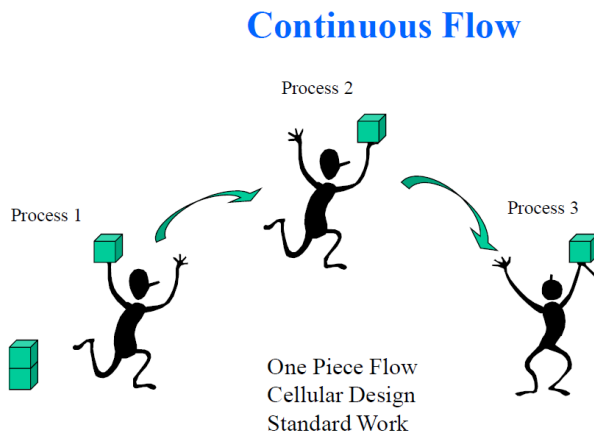 Continuous Flow
Process 2
Process 1
Process 3
One Piece Flow
Cellular Design
Standard Work